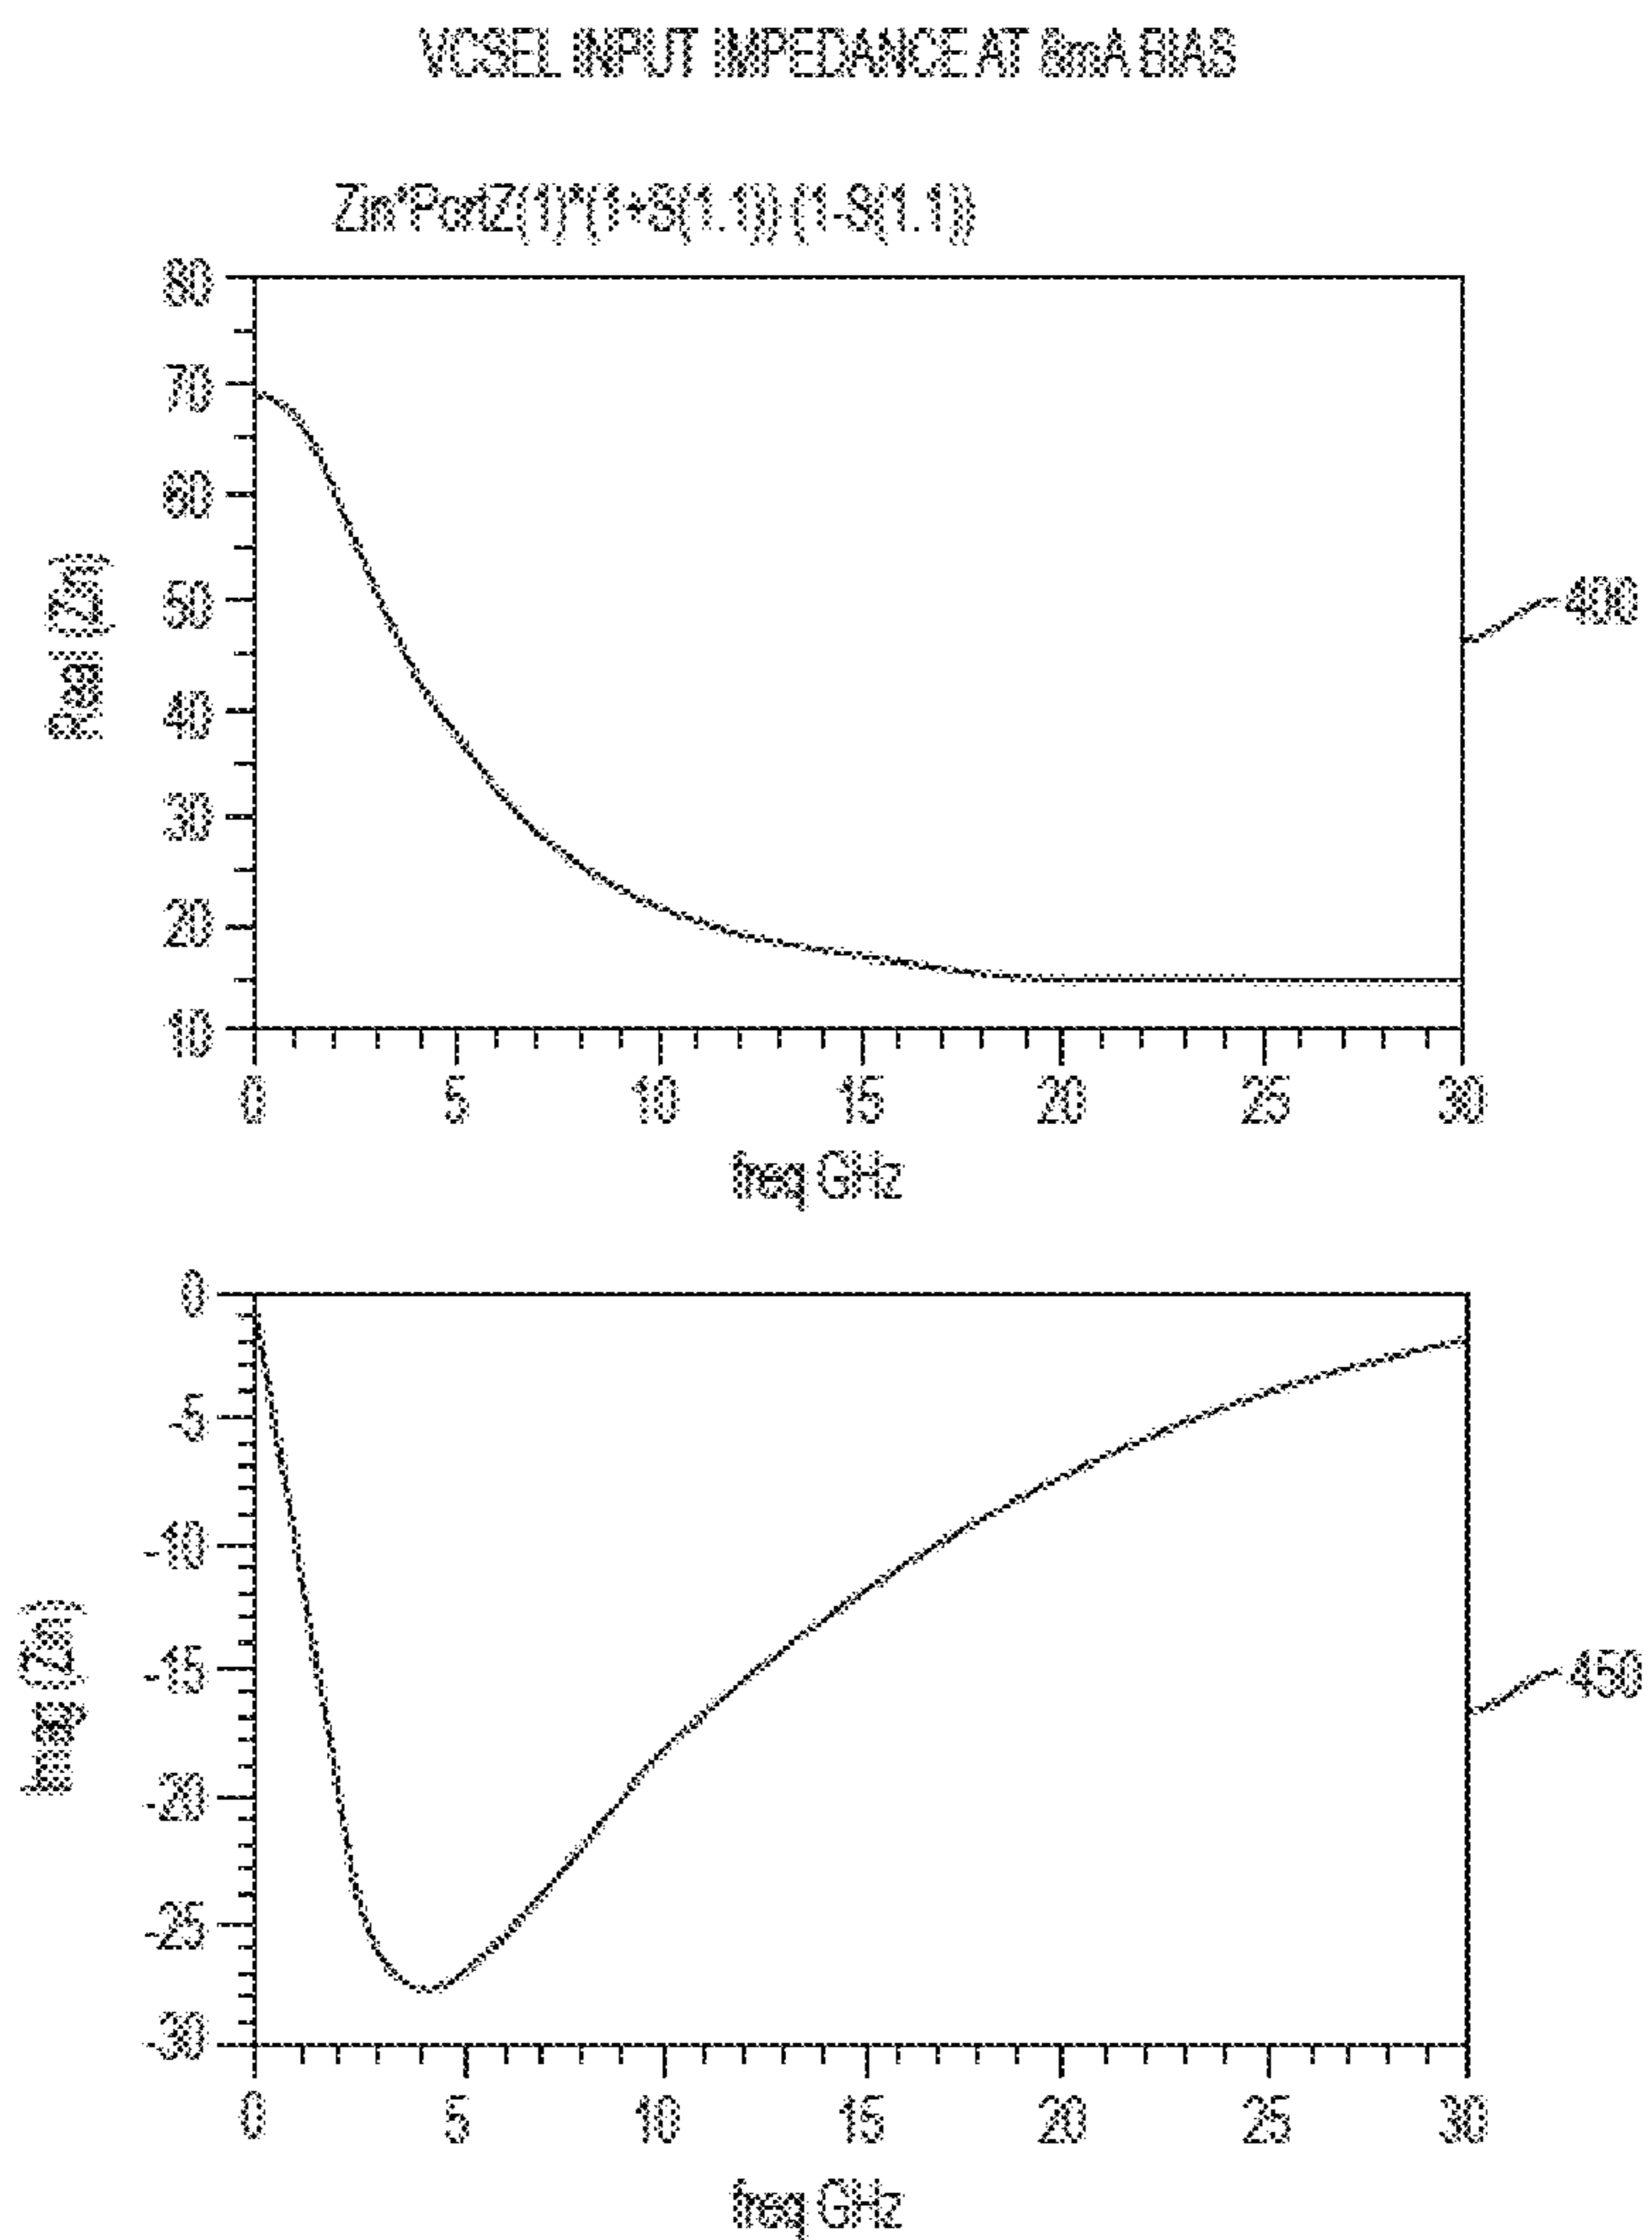 VCSEL INPUT IMPEDANCE AT 8mA BIAS
Zin*PortZ(1)*(1+S(1.1)) (1-S(1.1))
80
70
60
50
40
30
20
10
Real (Zin)
400
0 5 10 15 20 25 30
freq GHz
0
-5
-10
-15
-20
-25
-30
Imag (Zin)
450
0 5 10 15 20 25 30
freq GHz